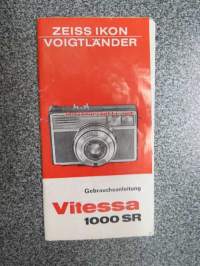 ZEISS IKON
VOIGTLÄNDER
Gebrauchsanleitung
Vitessa
1000 SR